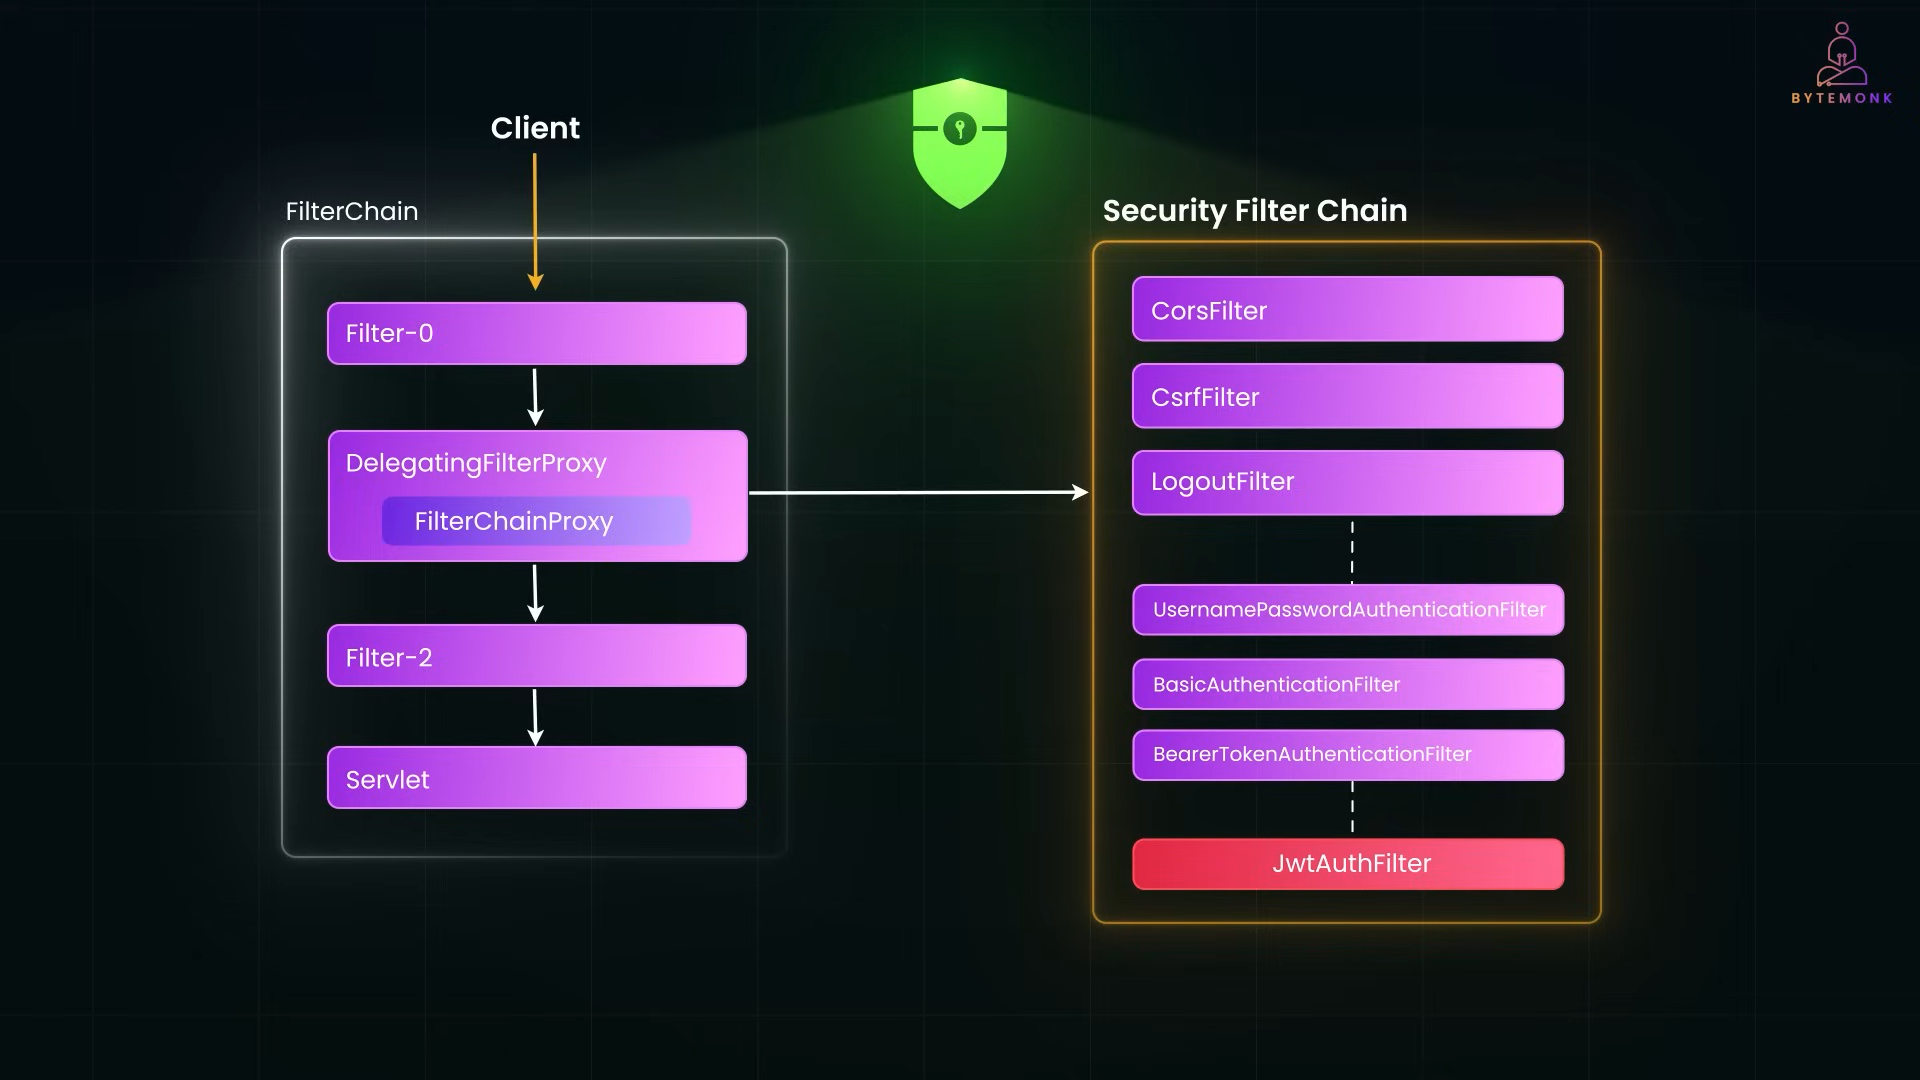 BYTEMONK
Client
FilterChain
Filter-0
DelegatingFilterProxy
FilterChainProxy
Filter-2
Servlet
Security Filter Chain
CorsFilter
CsrfFilter
LogoutFilter
UsernamePasswordAuthenticationFilter
BasicAuthenticationFilter
BearerTokenAuthenticationFilter
JwtAuthFilter